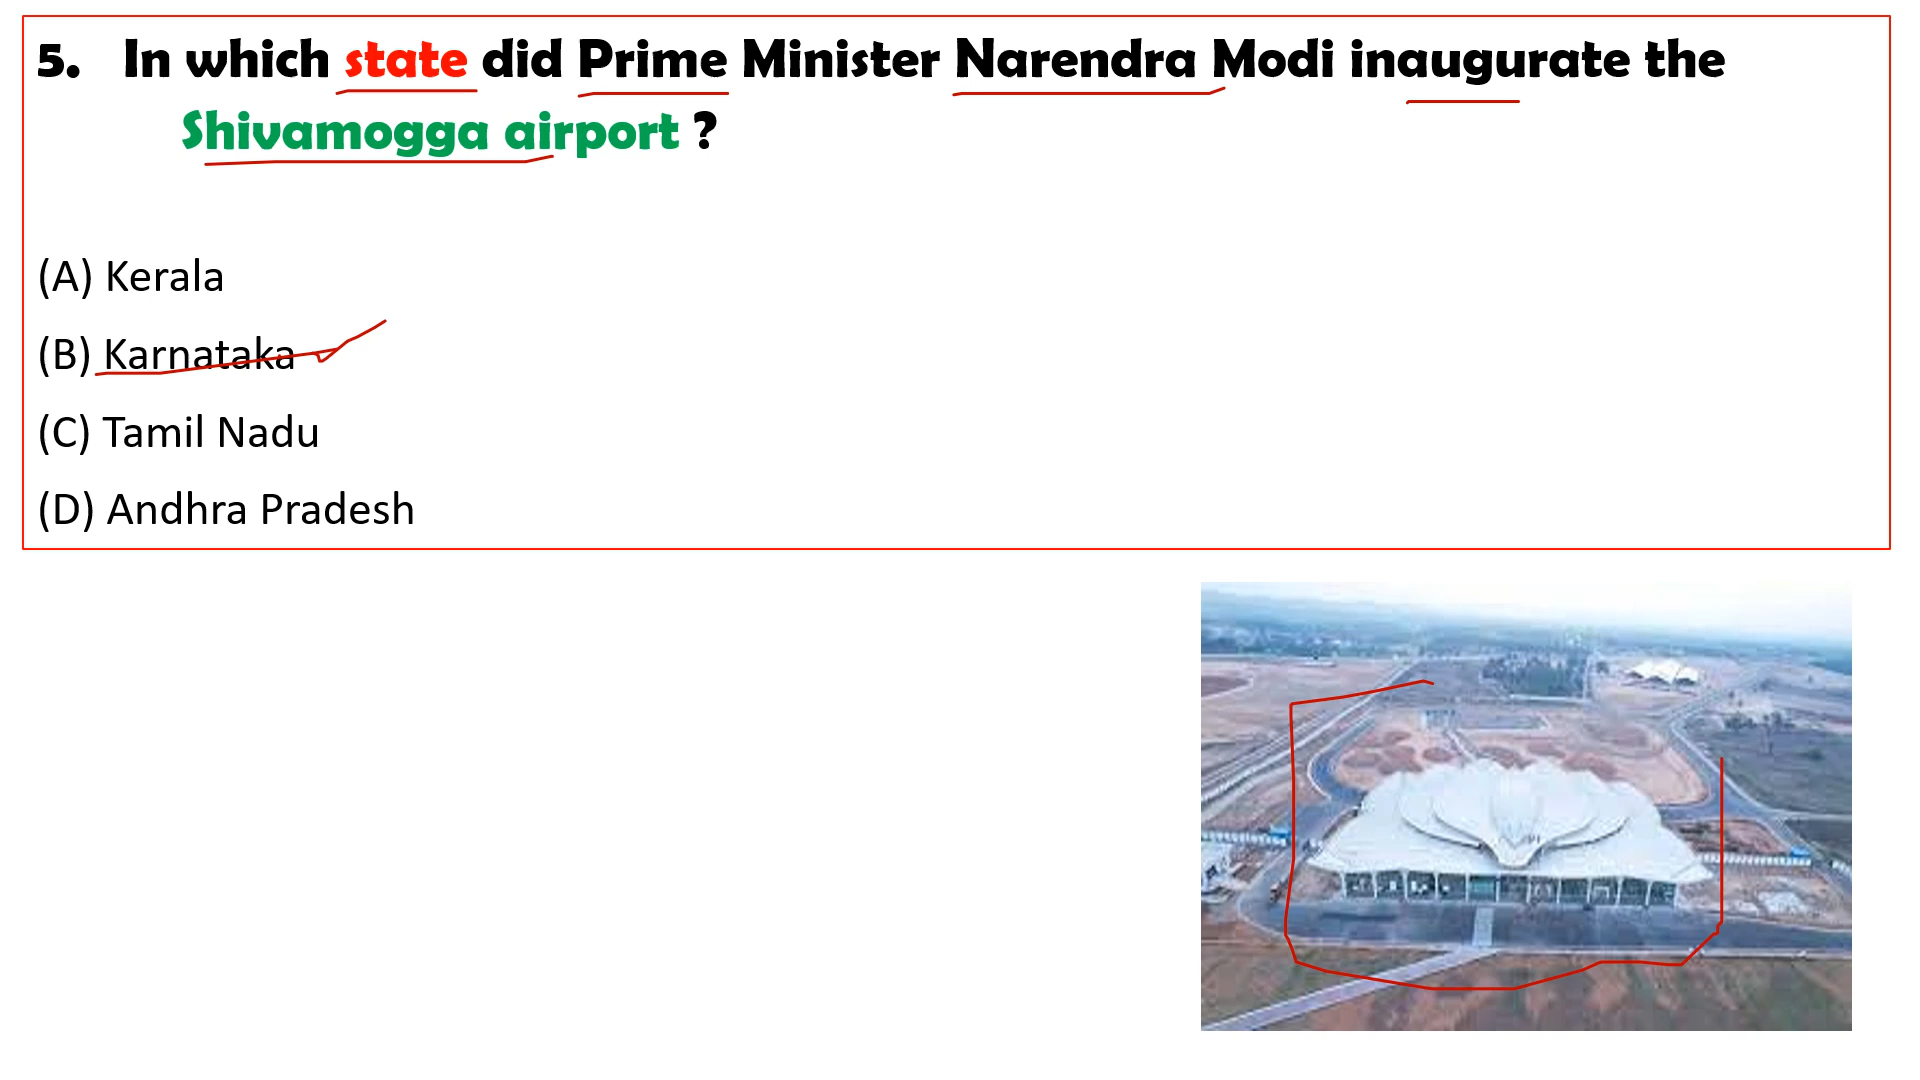 5. In which state did Prime Minister Narendra Modi inaugurate the
Shivamogga airport ?
(A) Kerala
(B) Karnataka
(C) Tamil Nadu
(D) Andhra Pradesh